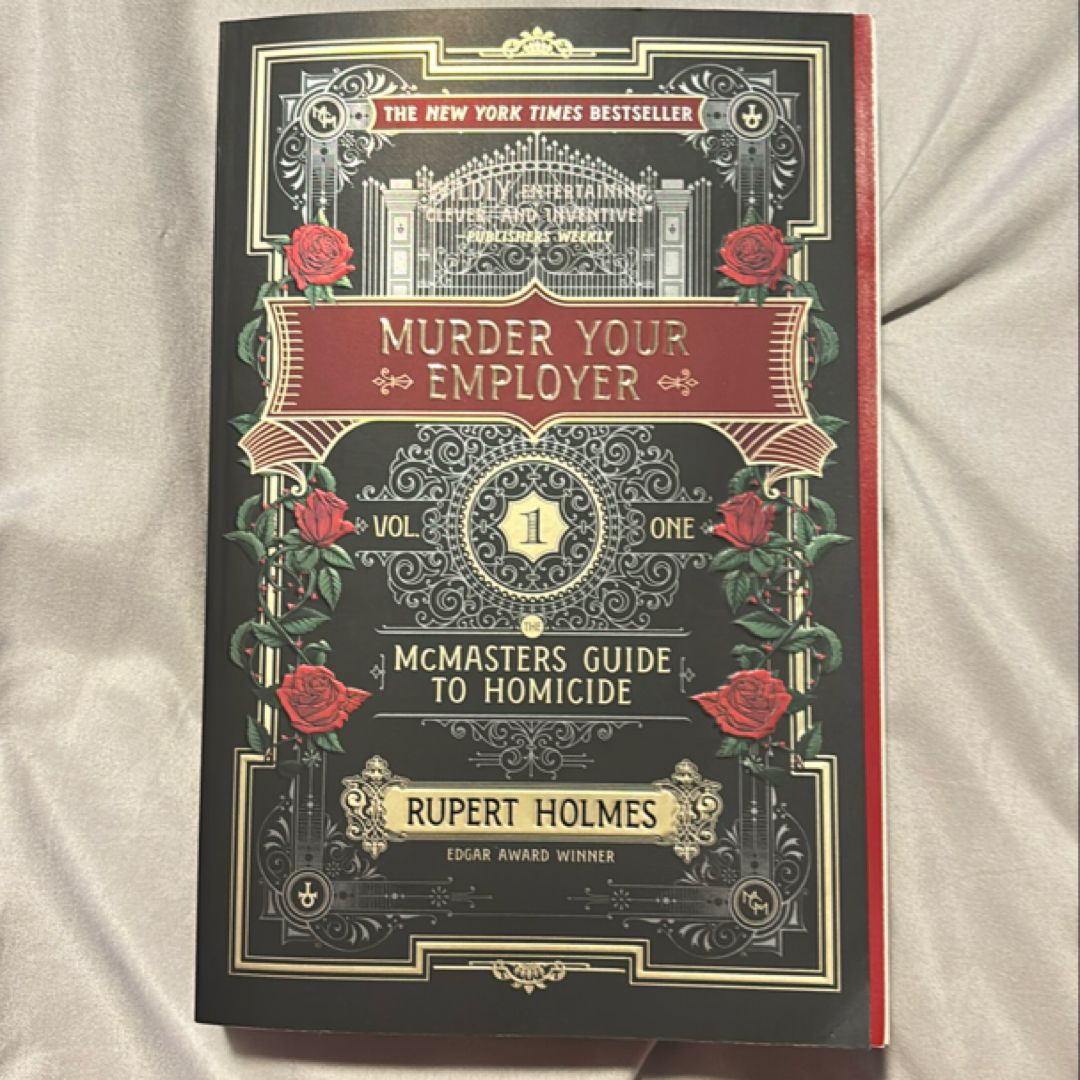 THE NEW YORK TIMES BESTSELLER
"WILDLY ENTERTAINING,
CLEVER, AND INVENTIVE!"
—PUBLISHERS WEEKLY
MURDER YOUR
EMPLOYER
VOL. 1 ONE
THE
McMASTERS GUIDE
TO HOMICIDE
RUPERT HOLMES
EDGAR AWARD WINNER